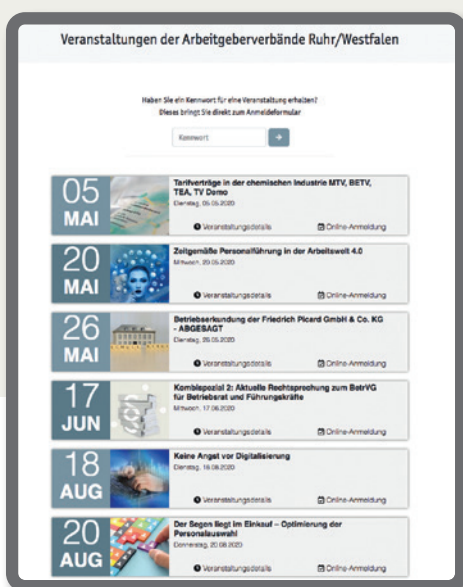 Veranstaltungen der Arbeitgeberverbände Ruhr/Westfalen
Haben Sie ein Kennwort für eine Veranstaltung erhalten?
Dieses bringt Sie direkt zum Anmeldeformular
Kennwort
05
MAI
Tarifverträge in der chemischen Industrie MTV, BETV,
TEA, TV Demo
Dienstag, 05.05.2020
Veranstaltungsdetails
Online-Anmeldung
20
MAI
Zeitgemäße Personalführung in der Arbeitswelt 4.0
Mittwoch, 20.05.2020
Veranstaltungsdetails
Online-Anmeldung
26
MAI
Betriebserkundung der Friedrich Picard GmbH & Co. KG
- ABGESAGT
Dienstag, 26.05.2020
Veranstaltungsdetails
Online-Anmeldung
17
JUN
Kombispezial 2: Aktuelle Rechtsprechung zum BetrVG
für Betriebsrat und Führungskräfte
Mittwoch, 17.06.2020
Veranstaltungsdetails
Online-Anmeldung
18
AUG
Keine Angst vor Digitalisierung
Dienstag, 18.08.2020
Veranstaltungsdetails
Online-Anmeldung
20
AUG
Der Segen liegt im Einkauf – Optimierung der
Personalauswahl
Donnerstag, 20.08.2020
Veranstaltungsdetails
Online-Anmeldung